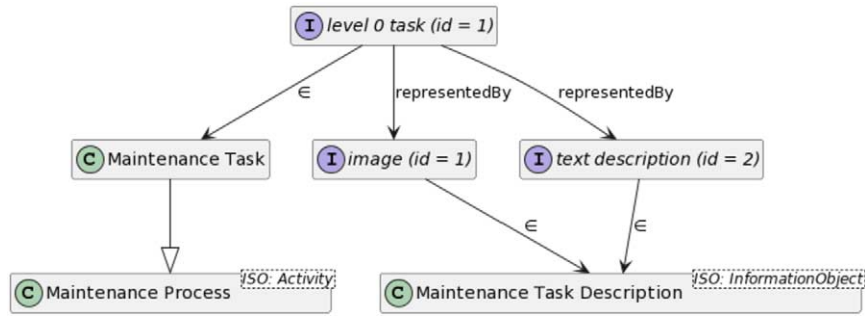 I level 0 task (id = 1)
∈
representedBy
representedBy
C Maintenance Task
I image (id = 1)
I text description (id = 2)
∈
∈
ISO: Activity
C Maintenance Process
ISO: InformationObject
C Maintenance Task Description